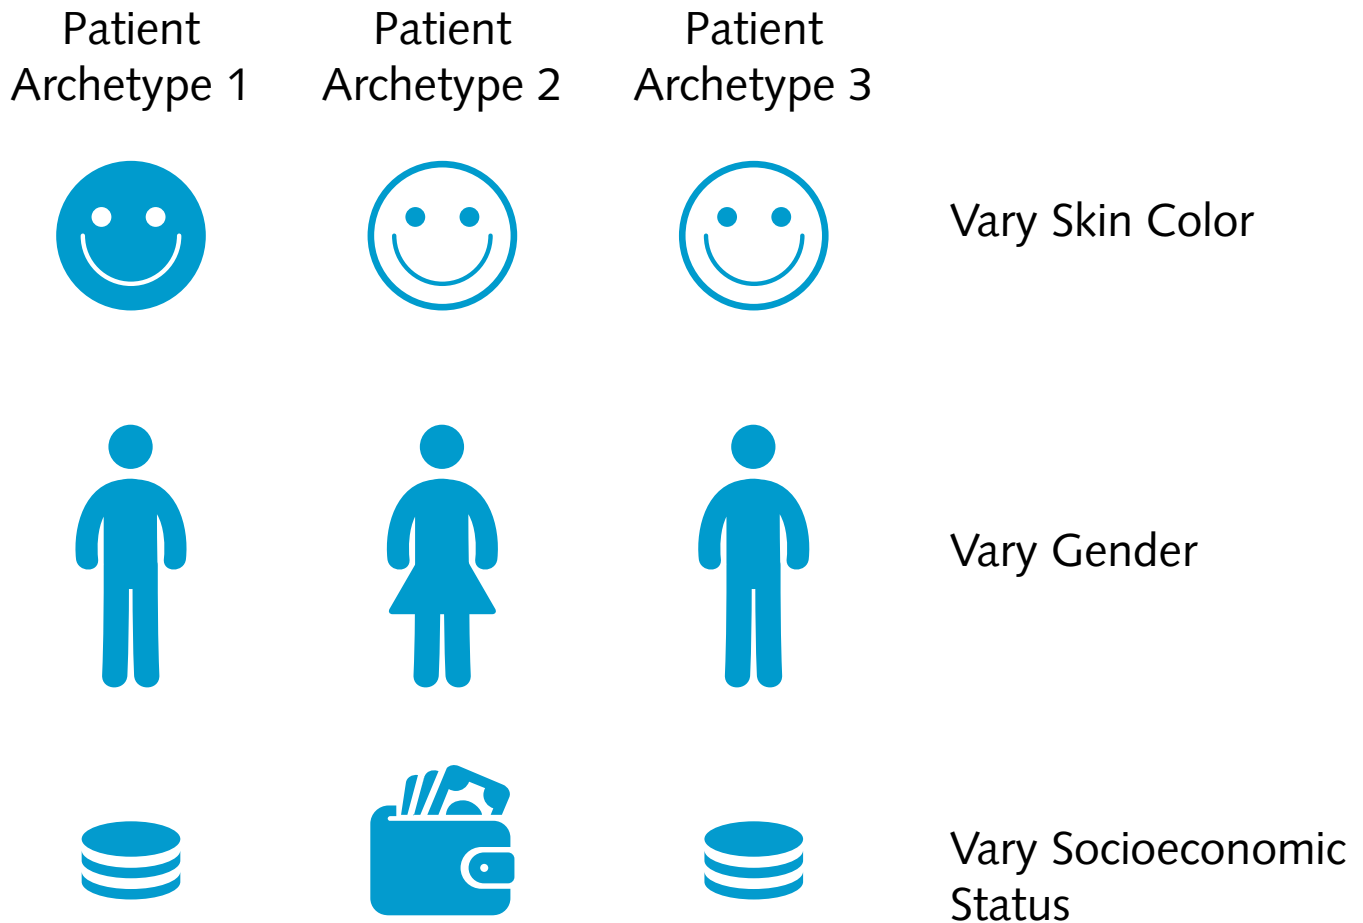 Patient
Archetype 1
Patient
Archetype 2
Patient
Archetype 3
Vary Skin Color
Vary Gender
Vary Socioeconomic
Status